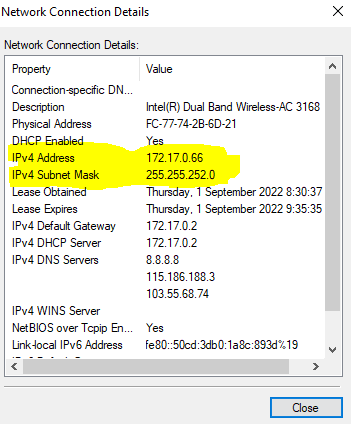 Network Connection Details
Network Connection Details:
Property Value
Connection-specific DN...
Description Intel(R) Dual Band Wireless-AC 3168
Physical Address FC-77-74-2B-6D-21
DHCP Enabled Yes
IPv4 Address 172.17.0.66
IPv4 Subnet Mask 255.255.252.0
Lease Obtained Thursday, 1 September 2022 8:30:37
Lease Expires Thursday, 1 September 2022 9:35:35
IPv4 Default Gateway 172.17.0.2
IPv4 DHCP Server 172.17.0.2
IPv4 DNS Servers 8.8.8.8
115.186.188.3
103.55.68.74
IPv4 WINS Server
NetBIOS over Tcpip En... Yes
Link-local IPv6 Address fe80::50cd:3db0:1a8c:893d%19
Close